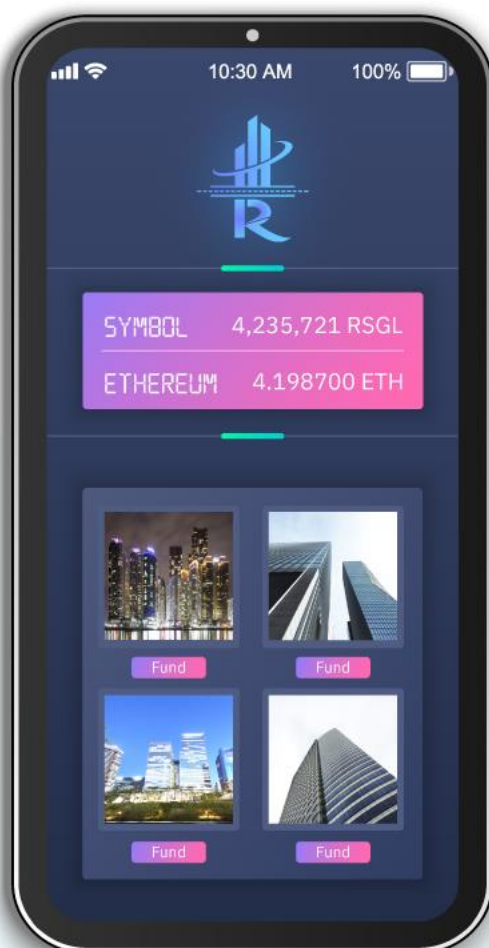 10:30 AM 100%
R
SYMBOL 4,235,721 RSGL
ETHEREUM 4.198700 ETH
Fund Fund
Fund Fund